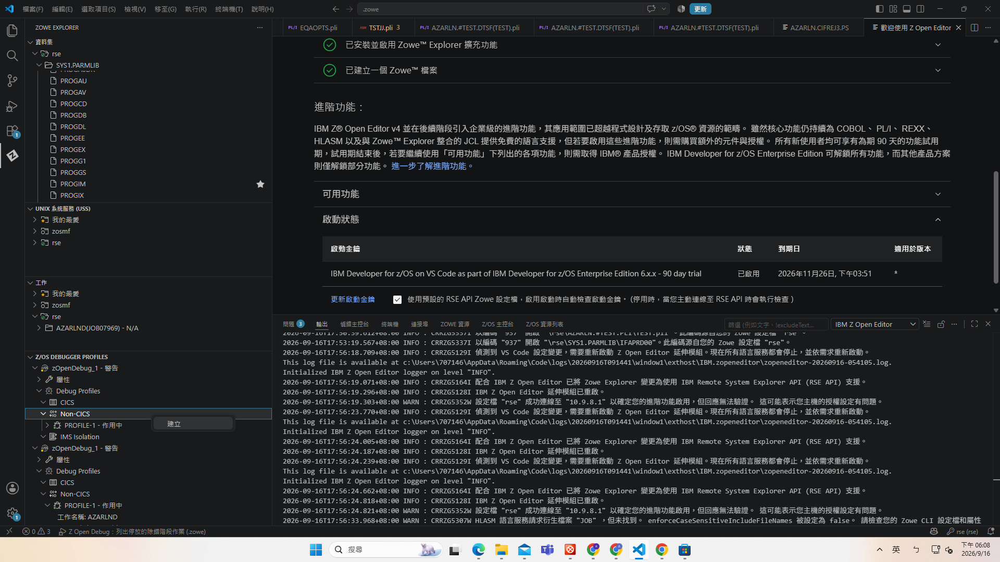 檔案(F) 編輯(E) 選取項目(S) 檢視(V) 移至(G) 執行(R) 終端機(T) 說明(H)
.zowe
更新
ZOWE EXPLORER
資料集
rse
SYS1.PARMLIB
PROGAU
PROGAV
PROGCD
PROGDB
PROGDL
PROGEE
PROGEX
PROGG1
PROGGS
PROGIM
PROGIX
UNIX 系統服務 (USS)
我的最愛
zosmf
rse
工作
我的最愛
zosmf
rse
AZARLND(JOB07969) - N/A
Z/OS DEBUGGER PROFILES
zOpenDebug_1 - 警告
屬性
Debug Profiles
CICS
Non-CICS
建立
PROFILE-1 - 作用中
IMS Isolation
zOpenDebug_1 - 警告
屬性
Debug Profiles
CICS
Non-CICS
PROFILE-1 - 作用中
工作名稱: AZARLND
PL/I EQAOPTS.pli
ASM TSTJJ.pli 3
PL/I AZARLN.#TEST.DTSF(TEST).pli
PL/I AZARLN.#TEST.DTSF(TEST).pli
PL/I AZARLN.#TEST.DTSF(TEST).pli
AZARLN.CIFREJ3.PS
歡迎使用 Z Open Editor
已安裝並啟用 Zowe™ Explorer 擴充功能
已建立一個 Zowe™ 檔案
進階功能：
IBM Z® Open Editor v4 並在後續階段引入企業級的進階功能，其應用範圍已超越程式設計及存取 z/OS® 資源的範疇。 雖然核心功能仍持續為 COBOL、 PL/I、 REXX、
HLASM 以及與 Zowe™ Explorer 整合的 JCL 提供免費的語言支援，但若要啟用這些進階功能，則需購買額外的元件與授權。 所有新使用者均可享有為期 90 天的功能試用
期，試用期結束後，若要繼續使用「可用功能」下列出的各項功能，則需取得 IBM® 產品授權。 IBM Developer for z/OS Enterprise Edition 可解鎖所有功能，而其他產品方案
則僅解鎖部分功能。 進一步了解進階功能。
可用功能
啟動狀態
啟動金鑰 狀態 到期日 適用於版本
IBM Developer for z/OS on VS Code as part of IBM Developer for z/OS Enterprise Edition 6.x.x - 90 day trial 已啟用 2026年11月26日, 下午03:51 *
更新啟動金鑰 使用預設的 RSE API Zowe 設定檔，啟用啟動時自動檢查啟動金鑰。 (停用時，當您主動連線至 RSE API 時會執行檢查 )
問題 3 輸出 偵錯主控台 終端機 連接埠 ZOWE 資源 Z/OS 主控台 Z/OS 資源列表
篩選 (例如文字、!excludeText...
IBM Z Open Editor
2026-09-16T17:50:39.612+08:00 INFO : CRRZG5337I 以編碼 "937" 開啟 "\rse\AZARLN.#TEST.PLI\TEST.pli"。此編碼源自您的 Zowe 設定檔 "rse"。
2026-09-16T17:53:19.567+08:00 INFO : CRRZG5337I 以編碼 "937" 開啟 "\rse\SYS1.PARMLIB\IFAPRD00"。此編碼源自您的 Zowe 設定檔 "rse"。
2026-09-16T17:56:18.709+08:00 INFO : CRRZG5129I 偵測到 VS Code 設定變更，需要重新啟動 Z Open Editor 延伸模組。現在所有語言服務都會停止，並依需求重新啟動。
This log file is available at c:\Users\707146\AppData\Roaming\Code\logs\20260916T091441\window1\exthost\IBM.zopeneditor\zopeneditor-20260916-054105.log.
Initialized IBM Z Open Editor logger on level "INFO".
2026-09-16T17:56:19.071+08:00 INFO : CRRZG5164I 配合 IBM Z Open Editor 已將 Zowe Explorer 變更為使用 IBM Remote System Explorer API (RSE API) 支援。
2026-09-16T17:56:19.296+08:00 INFO : CRRZG5128I IBM Z Open Editor 延伸模組已重啟。
2026-09-16T17:56:19.303+08:00 WARN : CRRZG5352W 設定檔 "rse" 成功連線至 "10.9.8.1" 以確定您的進階功能啟用，但回應無法驗證。 這可能表示您主機的授權設定有問題。
2026-09-16T17:56:23.770+08:00 INFO : CRRZG5129I 偵測到 VS Code 設定變更，需要重新啟動 Z Open Editor 延伸模組。現在所有語言服務都會停止，並依需求重新啟動。
This log file is available at c:\Users\707146\AppData\Roaming\Code\logs\20260916T091441\window1\exthost\IBM.zopeneditor\zopeneditor-20260916-054105.log.
Initialized IBM Z Open Editor logger on level "INFO".
2026-09-16T17:56:24.005+08:00 INFO : CRRZG5164I 配合 IBM Z Open Editor 已將 Zowe Explorer 變更為使用 IBM Remote System Explorer API (RSE API) 支援。
2026-09-16T17:56:24.187+08:00 INFO : CRRZG5128I IBM Z Open Editor 延伸模組已重啟。
2026-09-16T17:56:24.239+08:00 INFO : CRRZG5129I 偵測到 VS Code 設定變更，需要重新啟動 Z Open Editor 延伸模組。現在所有語言服務都會停止，並依需求重新啟動。
This log file is available at c:\Users\707146\AppData\Roaming\Code\logs\20260916T091441\window1\exthost\IBM.zopeneditor\zopeneditor-20260916-054105.log.
Initialized IBM Z Open Editor logger on level "INFO".
2026-09-16T17:56:24.662+08:00 INFO : CRRZG5164I 配合 IBM Z Open Editor 已將 Zowe Explorer 變更為使用 IBM Remote System Explorer API (RSE API) 支援。
2026-09-16T17:56:24.818+08:00 INFO : CRRZG5128I IBM Z Open Editor 延伸模組已重啟。
2026-09-16T17:56:24.821+08:00 WARN : CRRZG5352W 設定檔 "rse" 成功連線至 "10.9.8.1" 以確定您的進階功能啟用，但回應無法驗證。 這可能表示您主機的授權設定有問題。
2026-09-16T17:56:33.968+08:00 WARN : CRRZG5307W HLASM 語言服務請求衍生檔案 "JOB" ，但未找到。 enforceCaseSensitiveIncludeFileNames 被設定為 false。 請檢查您的 Zowe CLI 設定檔和屬性
0 3 Z Open Debug：列出停放的除錯階段作業 (.zowe)
rse (rse)
搜尋
英
ㄅ
下午 06:08
2026/9/16